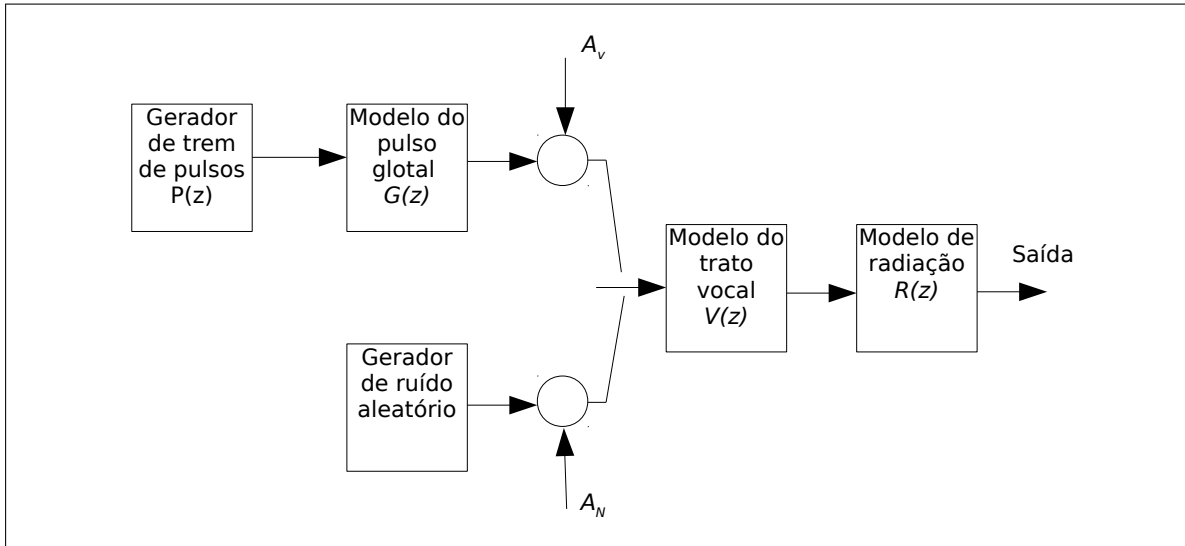 A_v
Gerador
de trem
de pulsos
P(z)
Modelo do
pulso
glotal
G(z)
Modelo do
trato
vocal
V(z)
Modelo de
radiação
R(z)
Saída
Gerador
de ruído
aleatório
A_N